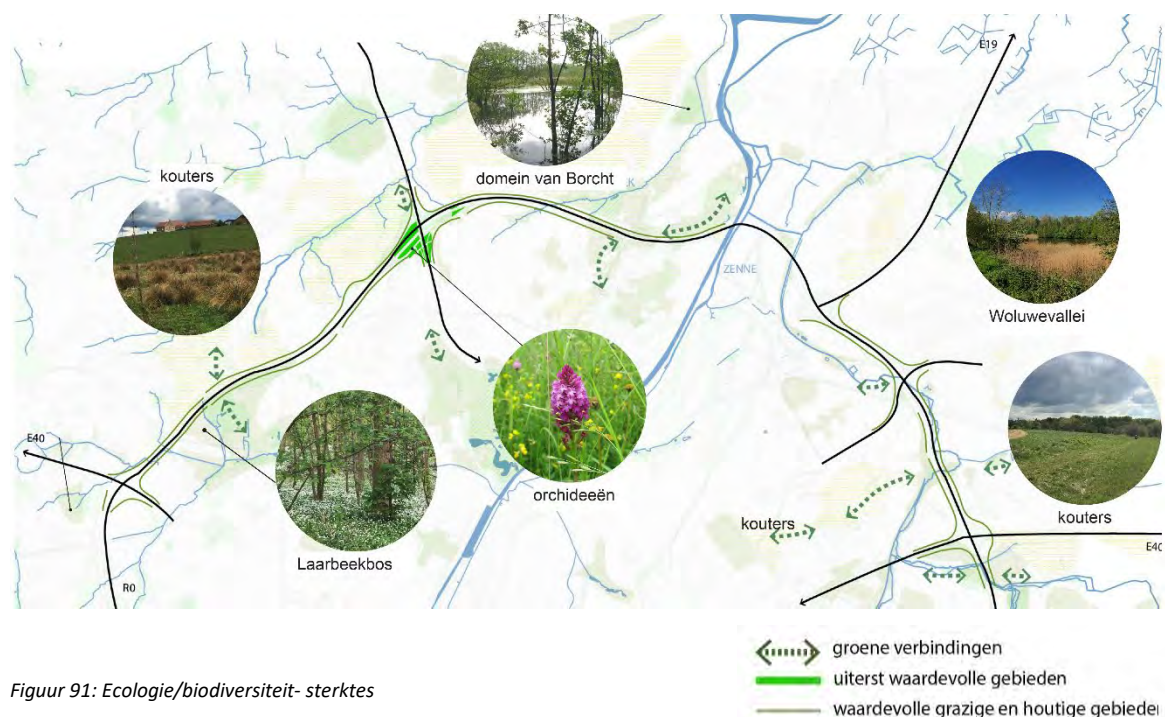 E19
kouters
domein van Borcht
K
ZENNE
Woluwevallei
E40
orchideeën
kouters
kouters
Laarbeekbos
E40
R0
groene verbindingen
uiterst waardevolle gebieden
waardevolle grazige en houtige gebieden
Figuur 91: Ecologie/biodiversiteit- sterktes